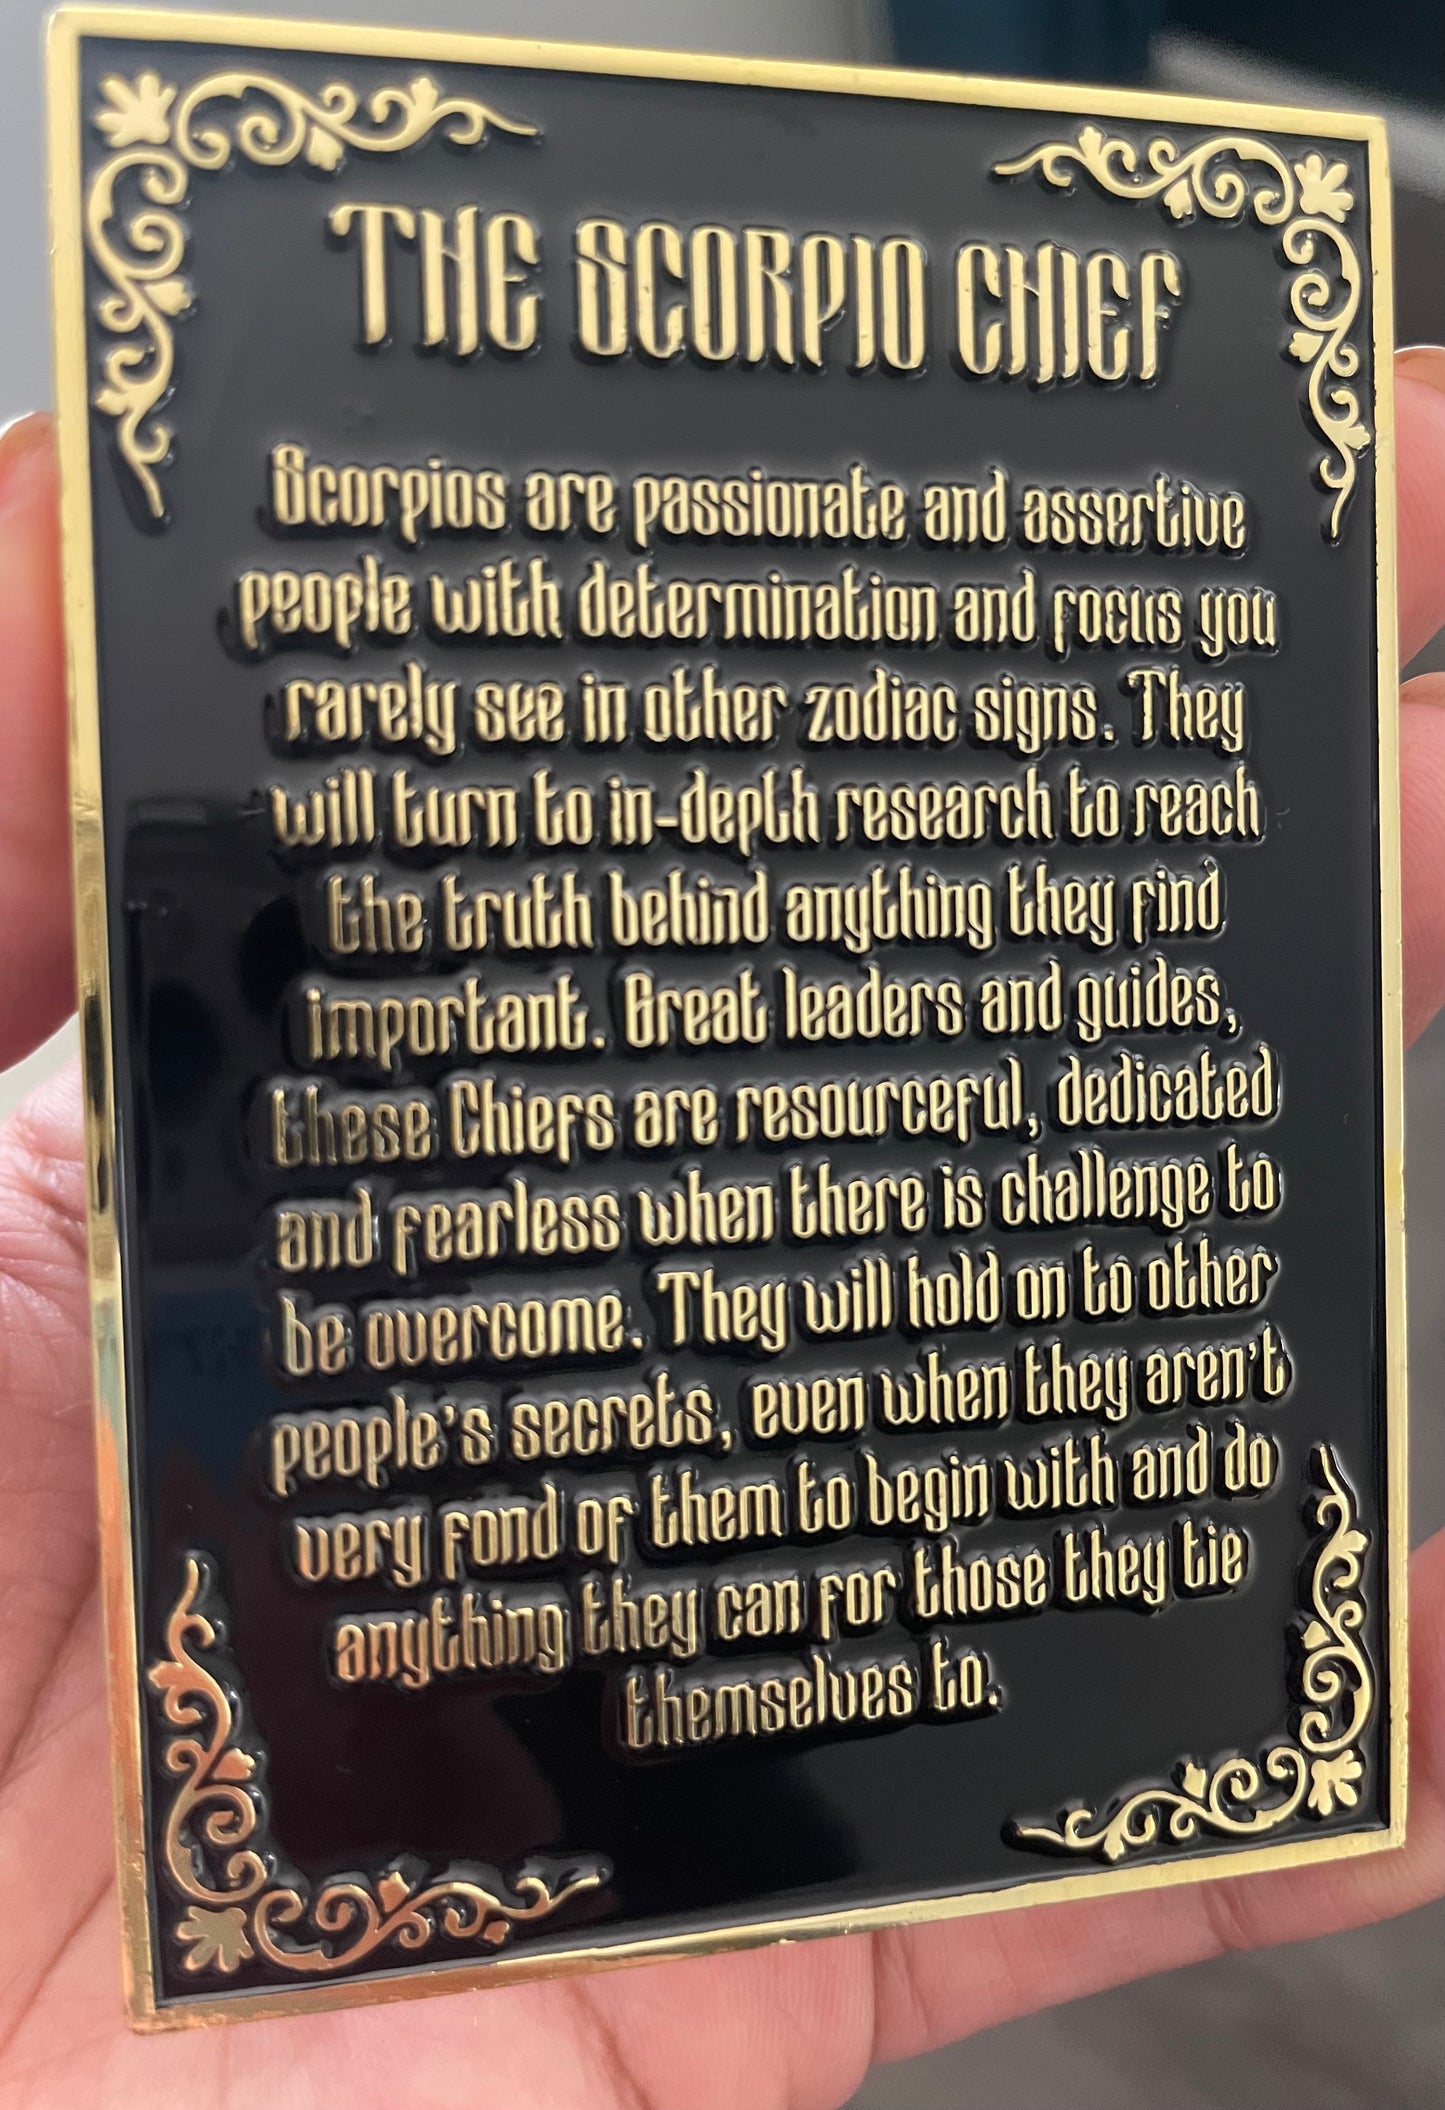 THE SCORPIO CHIEF
Scorpios are passionate and assertive
people with determination and focus you
rarely see in other zodiac signs. They
will turn to in-depth research to reach
the truth behind anything they find
important. Great leaders and guides,
these Chiefs are resourceful, dedicated
and fearless when there is challenge to
be overcome. They will hold on to other
people's secrets, even when they aren't
very fond of them to begin with and do
anything they can for those they tie
themselves to.